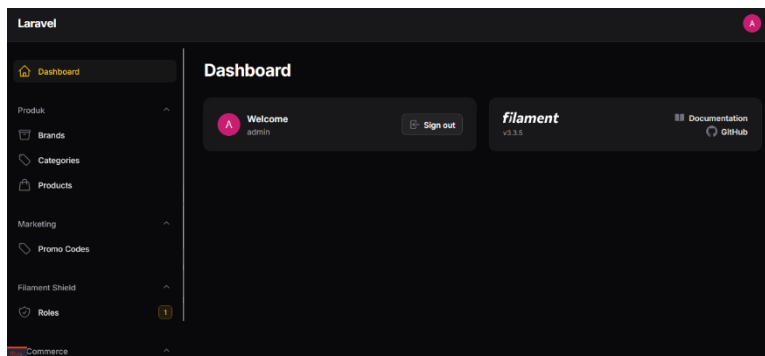 Laravel
A
Dashboard
Produk
Brands
Categories
Products
Marketing
Promo Codes
Filament Shield
Roles 1
Commerce
Dashboard
A
Welcome
admin
Sign out
filament
v3.3.5
Documentation
GitHub